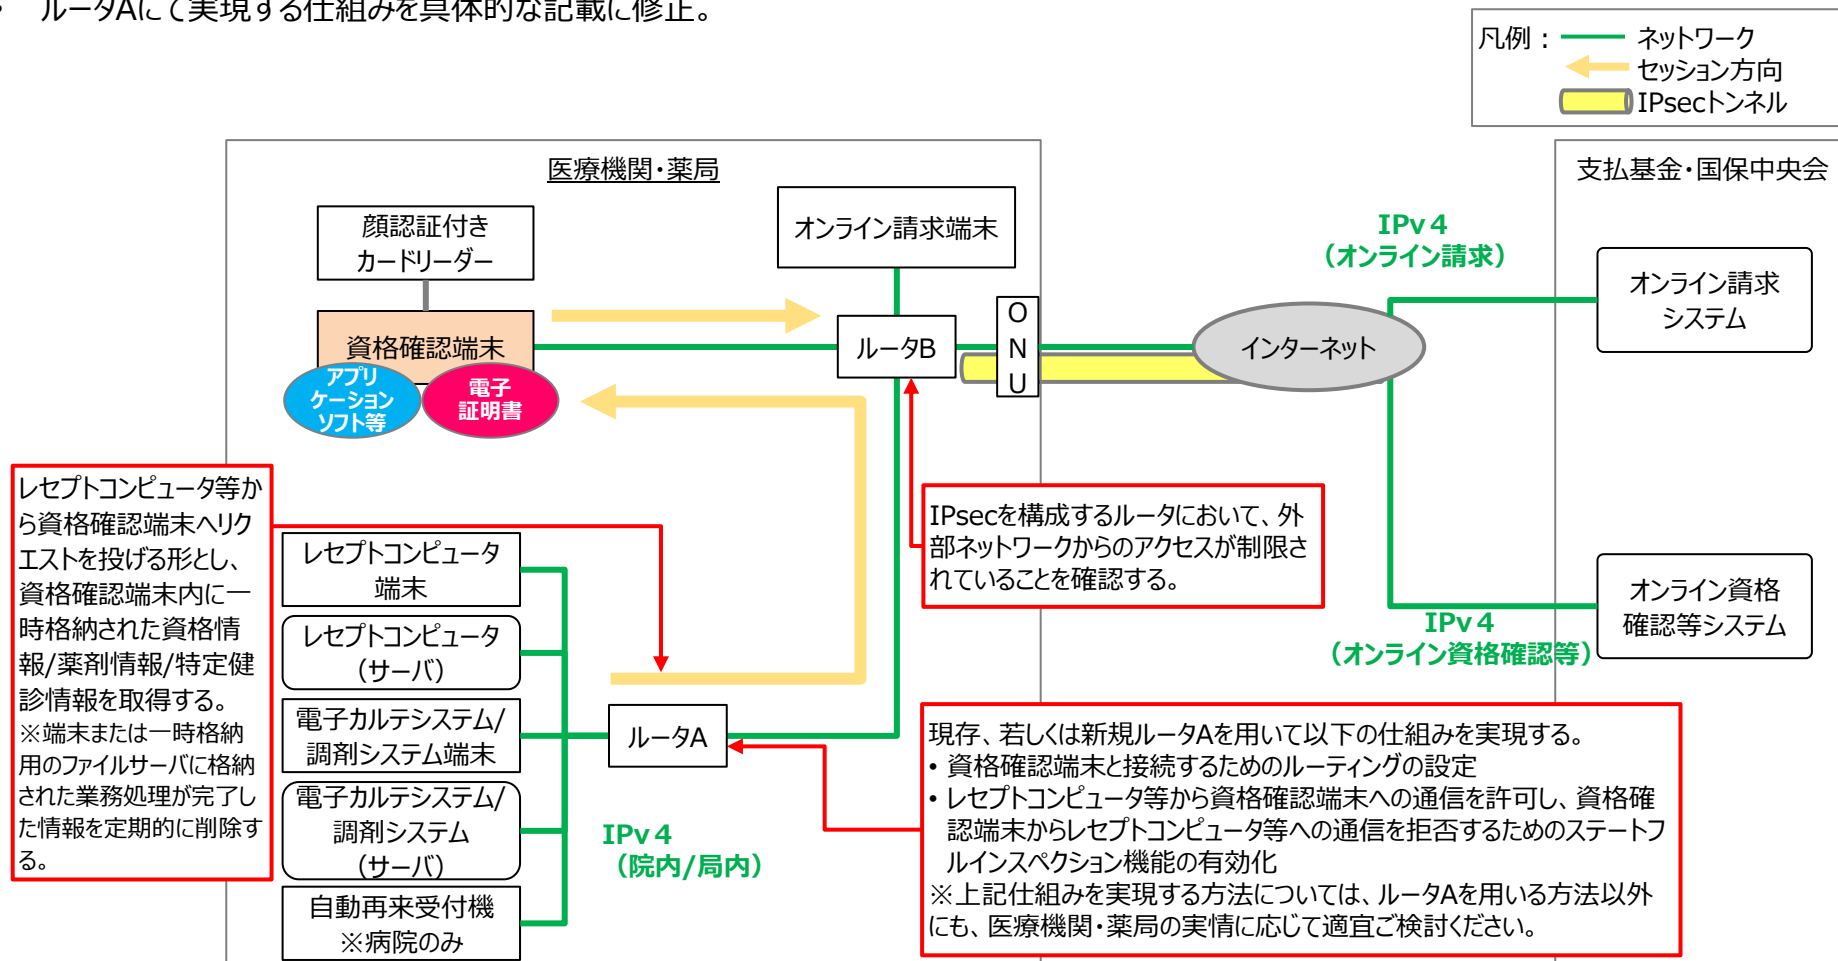 ・ ルータAにて実現する仕組みを具体的な記載に修正。
凡例：
ネットワーク
セッション方向
IPsecトンネル
医療機関・薬局
支払基金・国保中央会
顔認証付き
カードリーダー
オンライン請求端末
資格確認端末
アプリ
ケーション
ソフト等
電子
証明書
ルータB
O
N
U
インターネット
IPv４
（オンライン請求）
オンライン請求
システム
IPv４
（オンライン資格確認等）
オンライン資格
確認等システム
レセプトコンピュータ等か
ら資格確認端末へリク
エストを投げる形とし、
資格確認端末内に一
時格納された資格情
報/薬剤情報/特定健
診情報を取得する。
※端末または一時格納
用のファイルサーバに格納
された業務処理が完了し
た情報を定期的に削除す
る。
IPsecを構成するルータにおいて、外
部ネットワークからのアクセスが制限さ
れていることを確認する。
レセプトコンピュータ
端末
レセプトコンピュータ
（サーバ）
電子カルテシステム/
調剤システム端末
電子カルテシステム/
調剤システム
（サーバ）
自動再来受付機
※病院のみ
ルータA
IPv４
（院内/局内）
現存、若しくは新規ルータAを用いて以下の仕組みを実現する。
• 資格確認端末と接続するためのルーティングの設定
• レセプトコンピュータ等から資格確認端末への通信を許可し、資格確
認端末からレセプトコンピュータ等への通信を拒否するためのステートフ
ルインスペクション機能の有効化
※上記仕組みを実現する方法については、ルータAを用いる方法以外
にも、医療機関・薬局の実情に応じて適宜ご検討ください。